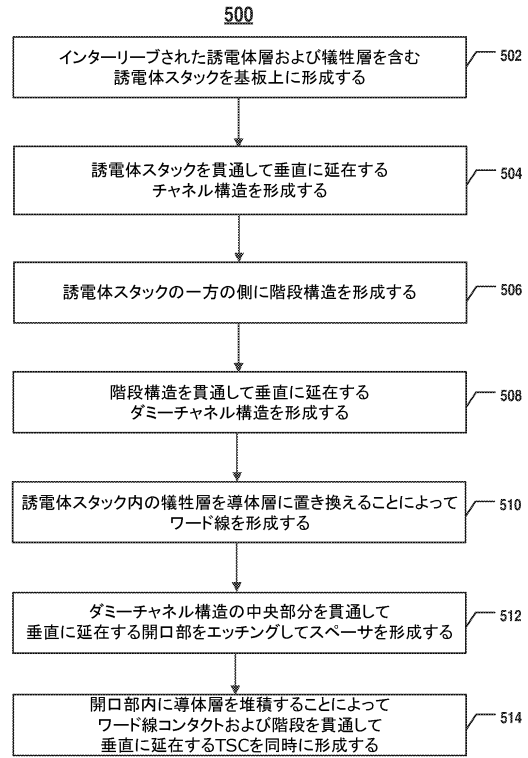 500
インターリーブされた誘電体層および犠牲層を含む
誘電体スタックを基板上に形成する
502
誘電体スタックを貫通して垂直に延在する
チャネル構造を形成する
504
誘電体スタックの一方の側に階段構造を形成する
506
階段構造を貫通して垂直に延在する
ダミーチャネル構造を形成する
508
誘電体スタック内の犠牲層を導体層に置き換えることによって
ワード線を形成する
510
ダミーチャネル構造の中央部分を貫通して
垂直に延在する開口部をエッチングしてスペーサを形成する
512
開口部内に導体層を堆積することによって
ワード線コンタクトおよび階段を貫通して
垂直に延在するTSCを同時に形成する
514